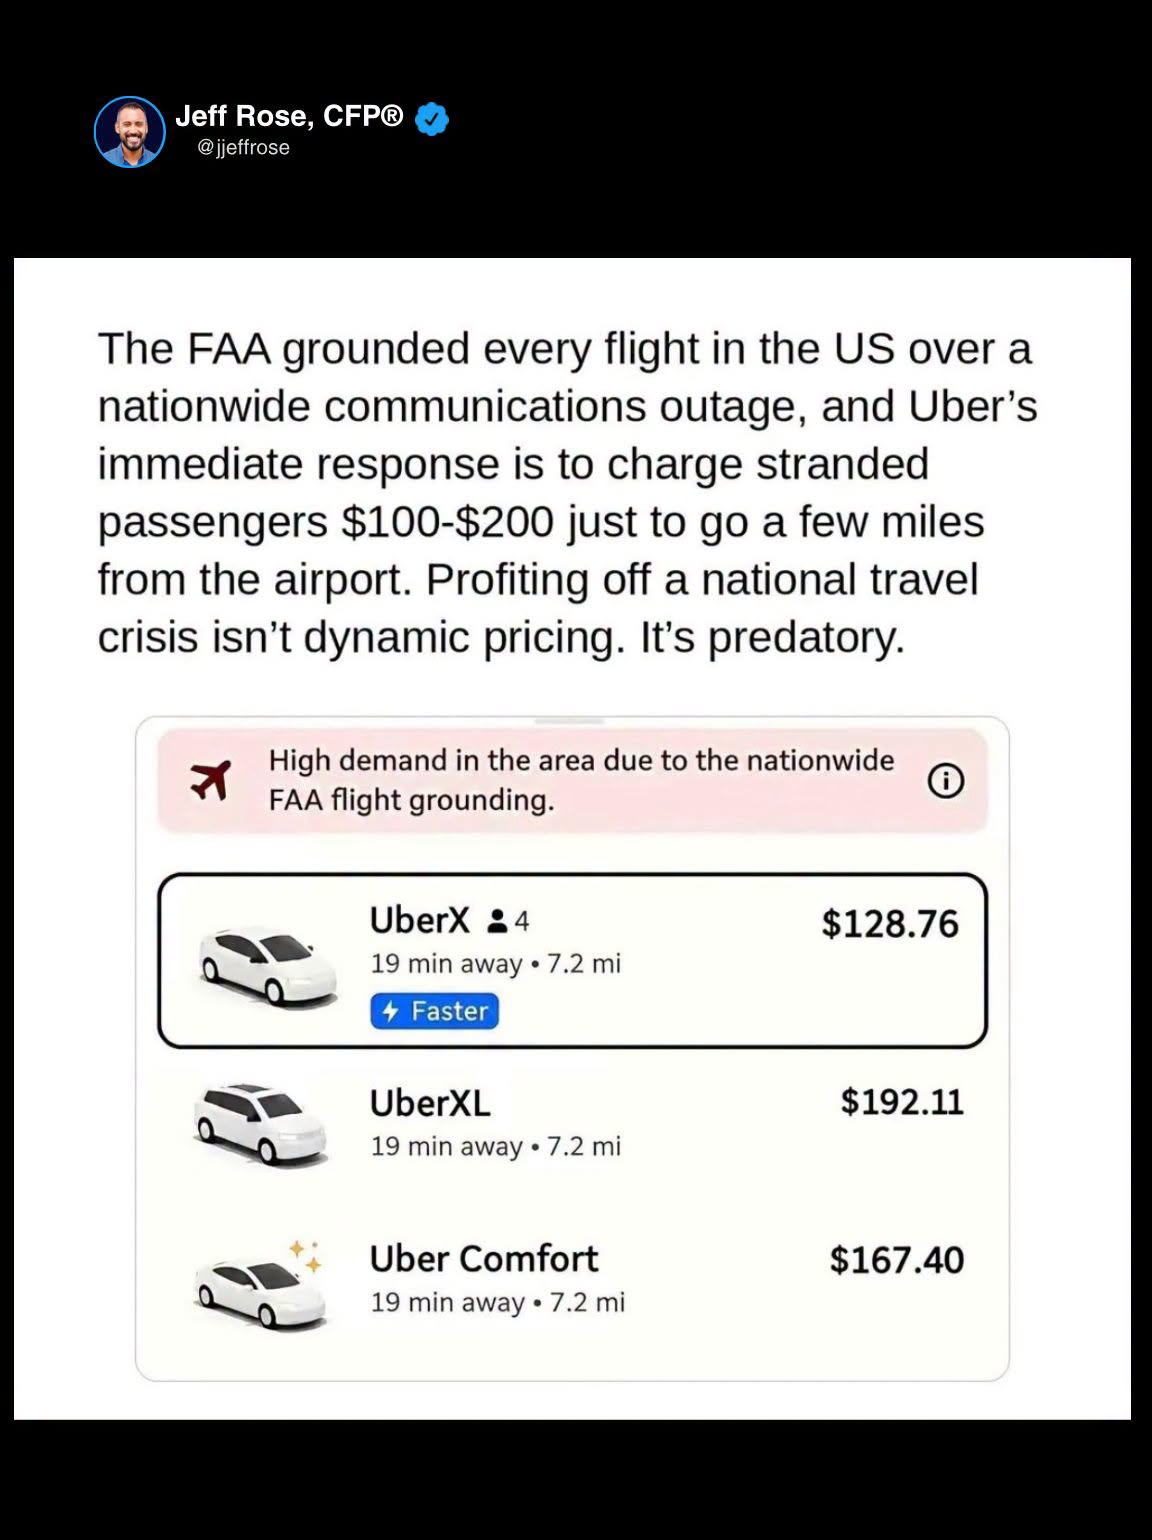 Jeff Rose, CFP®
@jjeffrose
The FAA grounded every flight in the US over a
nationwide communications outage, and Uber’s
immediate response is to charge stranded
passengers $100-$200 just to go a few miles
from the airport. Profiting off a national travel
crisis isn’t dynamic pricing. It’s predatory.
High demand in the area due to the nationwide
FAA flight grounding.
UberX 4 $128.76
19 min away • 7.2 mi
Faster
UberXL $192.11
19 min away • 7.2 mi
Uber Comfort $167.40
19 min away • 7.2 mi